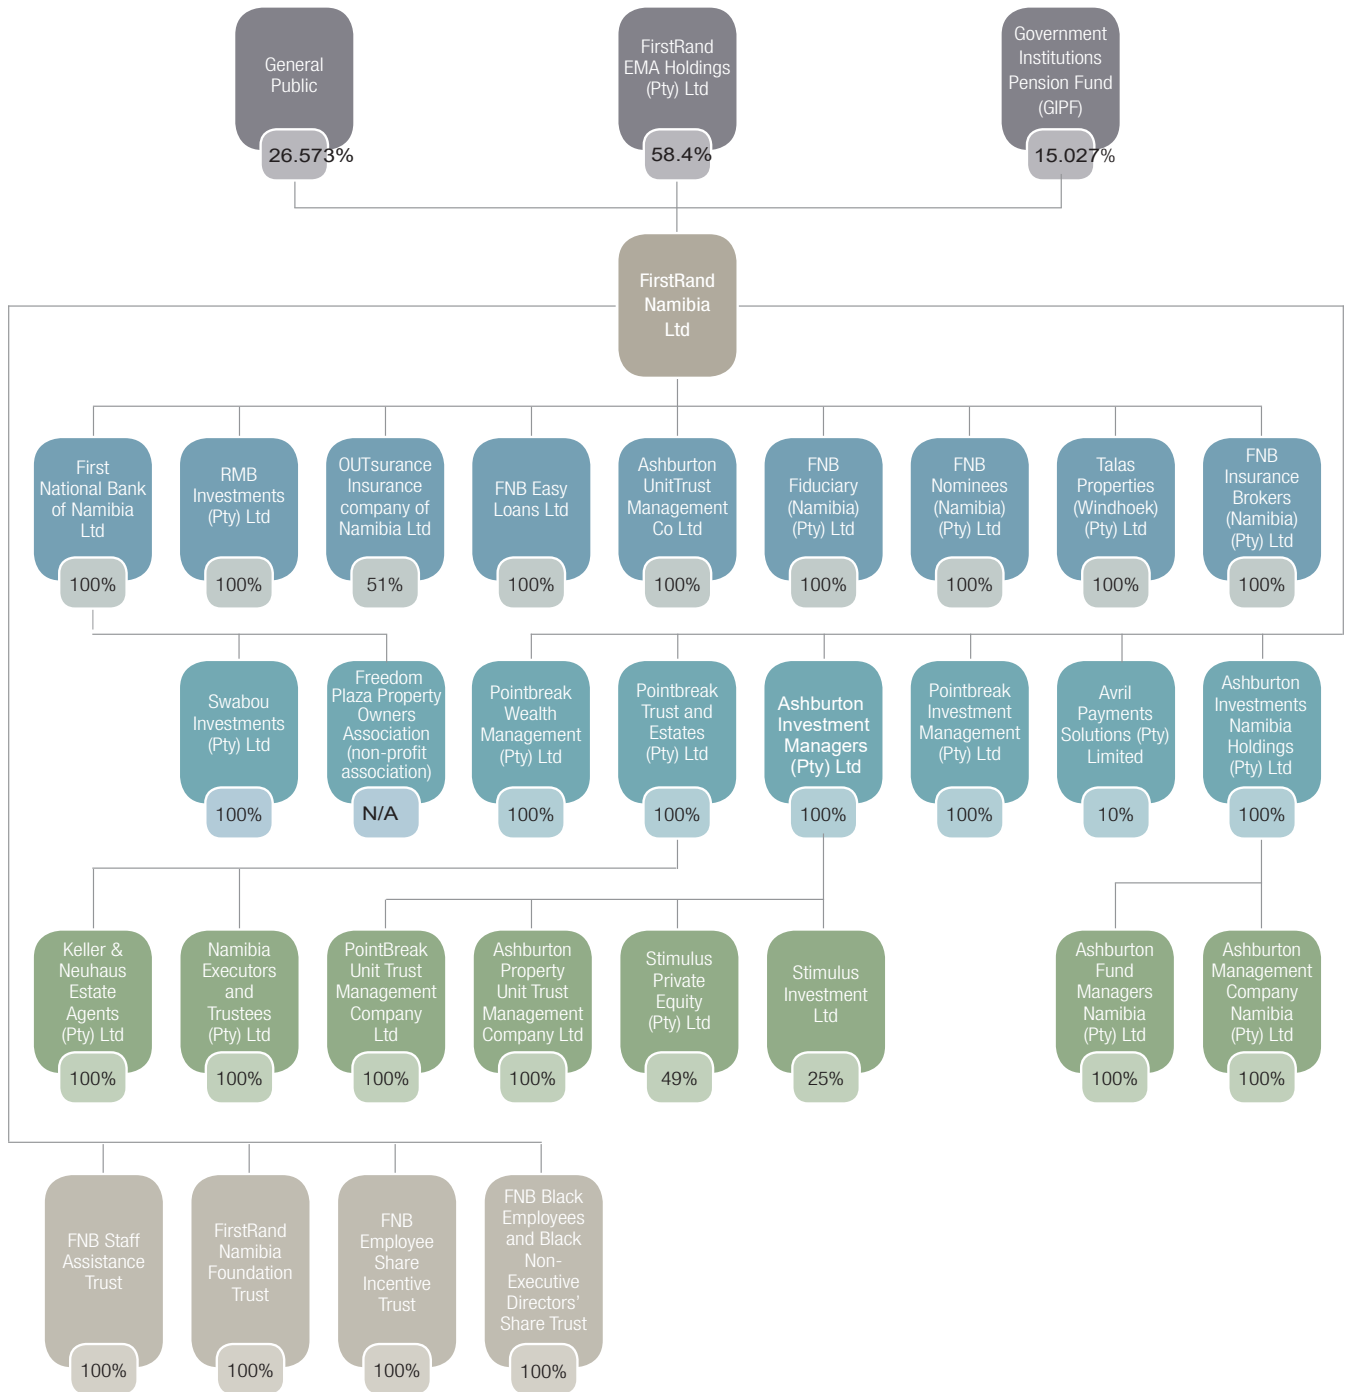 General
Public
26.573%
FirstRand
EMA Holdings
(Pty) Ltd
58.4%
Government
Institutions
Pension Fund
(GIPF)
15.027%
FirstRand
Namibia
Ltd
First
National Bank
of Namibia
Ltd
100%
RMB
Investments
(Pty) Ltd
100%
OUTsurance
Insurance
company of
Namibia Ltd
51%
FNB Easy
Loans Ltd
100%
Ashburton
UnitTrust
Management
Co Ltd
100%
FNB
Fiduciary
(Namibia)
(Pty) Ltd
100%
FNB
Nominees
(Namibia)
(Pty) Ltd
100%
Talas
Properties
(Windhoek)
(Pty) Ltd
100%
FNB
Insurance
Brokers
(Namibia)
(Pty) Ltd
100%
Swabou
Investments
(Pty) Ltd
100%
Freedom
Plaza Property
Owners
Association
(non-profit
association)
N/A
Pointbreak
Wealth
Management
(Pty) Ltd
100%
Pointbreak
Trust and
Estates
(Pty) Ltd
100%
Ashburton
Investment
Managers
(Pty) Ltd
100%
Pointbreak
Investment
Management
(Pty) Ltd
100%
Avril
Payments
Solutions (Pty)
Limited
10%
Ashburton
Investments
Namibia
Holdings
(Pty) Ltd
100%
Keller &
Neuhaus
Estate
Agents
(Pty) Ltd
100%
Namibia
Executors
and
Trustees
(Pty) Ltd
100%
PointBreak
Unit Trust
Management
Company
Ltd
100%
Ashburton
Property
Unit Trust
Management
Company Ltd
100%
Stimulus
Private
Equity
(Pty) Ltd
49%
Stimulus
Investment
Ltd
25%
Ashburton
Fund
Managers
Namibia
(Pty) Ltd
100%
Ashburton
Management
Company
Namibia
(Pty) Ltd
100%
FNB Staff
Assistance
Trust
100%
FirstRand
Namibia
Foundation
Trust
100%
FNB
Employee
Share
Incentive
Trust
100%
FNB Black
Employees
and Black
Non-
Executive
Directors'
Share Trust
100%